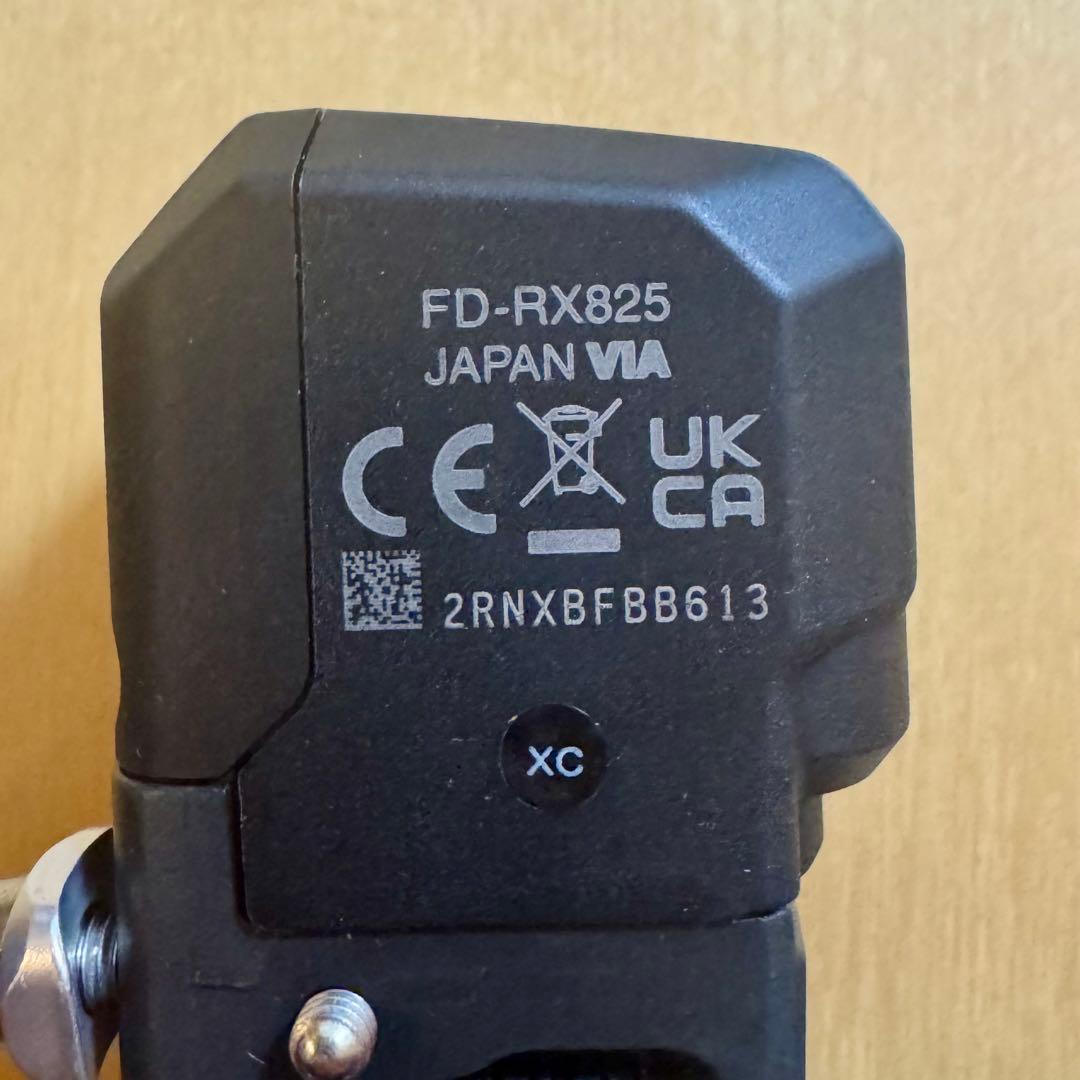 FD-RX825
JAPAN VIA
CE
UK
CA
2RNXBFBB613
XC